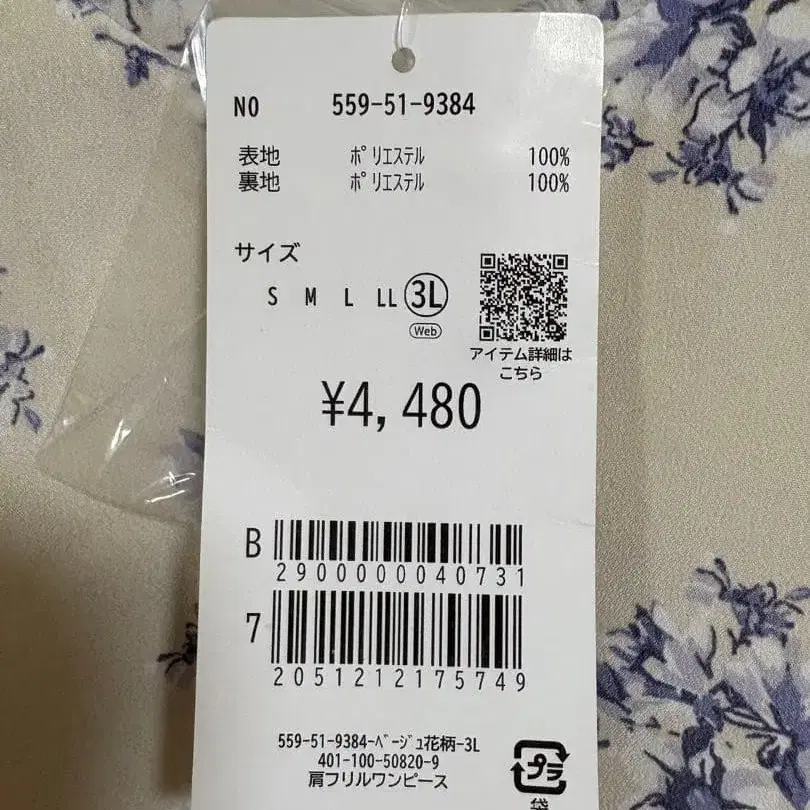 NO 559-51-9384
表地 ポリエステル 100%
裏地 ポリエステル 100%
サイズ
S M L LL 3L
Web
アイテム詳細は
こちら
¥4,480
B
2900000040731
7
2051212175749
559-51-9384-ベージュ花柄-3L
401-100-50820-9
肩フリルワンピース
プラ
袋